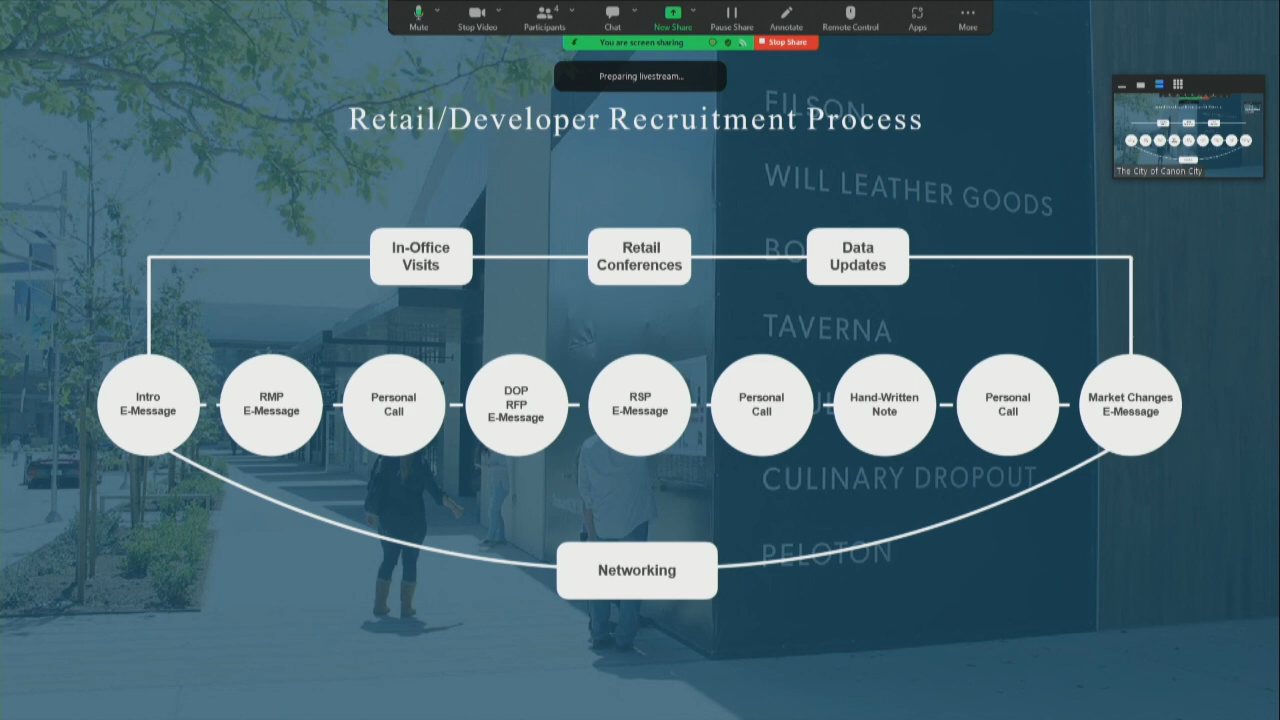 Mute
Stop Video
Participants
4
Chat
New Share
Pause Share
Annotate
Remote Control
Apps
More
You are screen sharing
Stop Share
Preparing livestream...
FILSON
Retail/Developer Recruitment Process
The City of Canon City
WILL LEATHER GOODS
In-Office
Visits
Retail
Conferences
BO
Data
Updates
TAVERNA
Intro
E-Message
RMP
E-Message
Personal
Call
DOP
RFP
E-Message
RSP
E-Message
Personal
Call
Hand-Written
Note
Personal
Call
Market Changes
E-Message
CULINARY DROPOUT
PELOTON
Networking